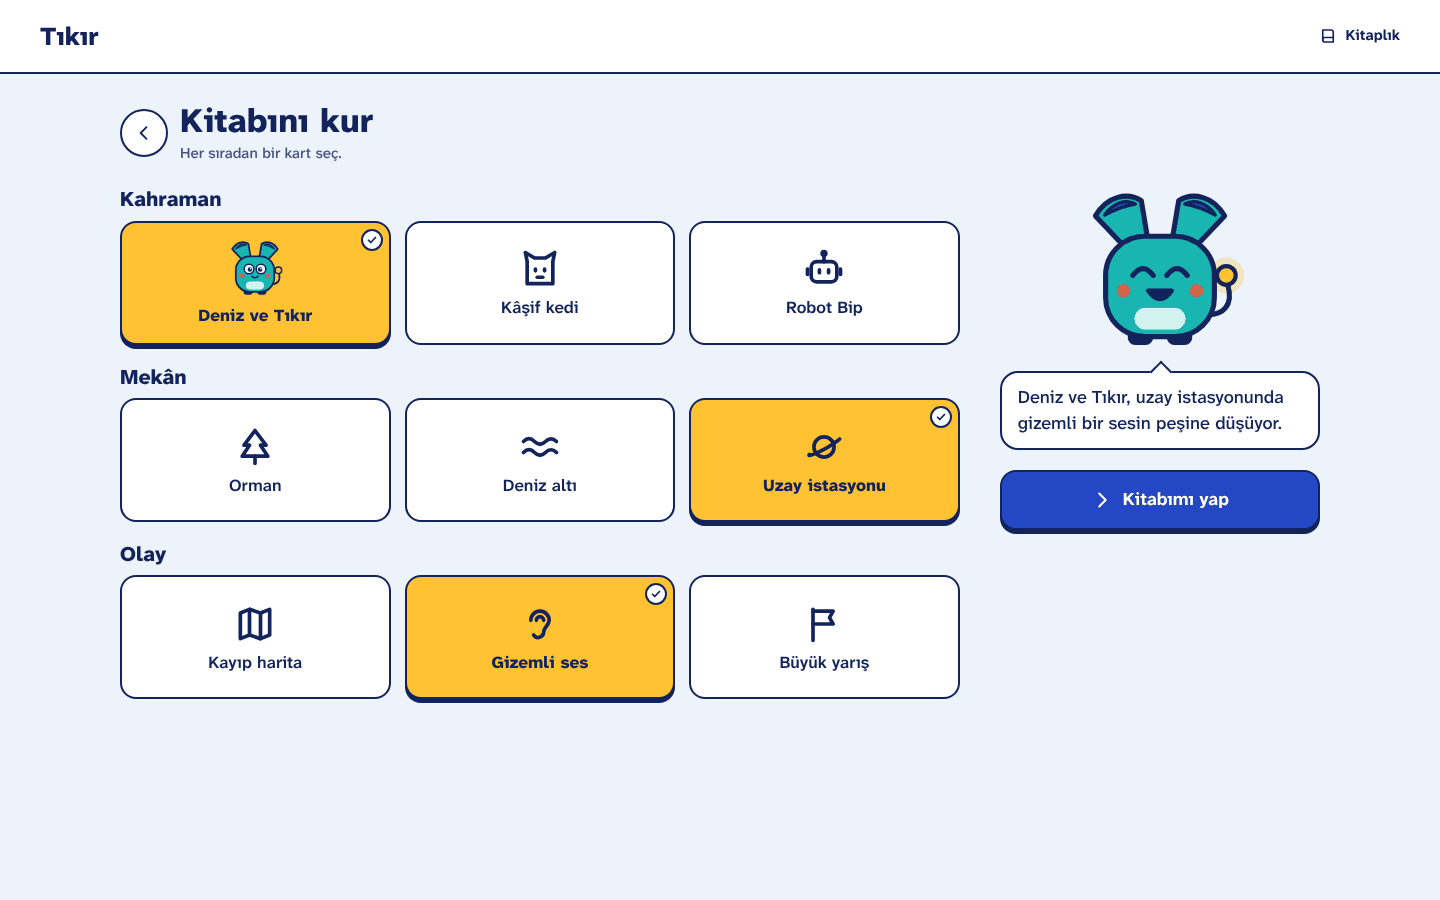 Tıkır
Kitaplık
Kitabını kur
Her sıradan bir kart seç.
Kahraman
Deniz ve Tıkır
Kâşif kedi
Robot Bip
Mekân
Orman
Deniz altı
Uzay istasyonu
Olay
Kayıp harita
Gizemli ses
Büyük yarış
Deniz ve Tıkır, uzay istasyonunda
gizemli bir sesin peşine düşüyor.
Kitabımı yap